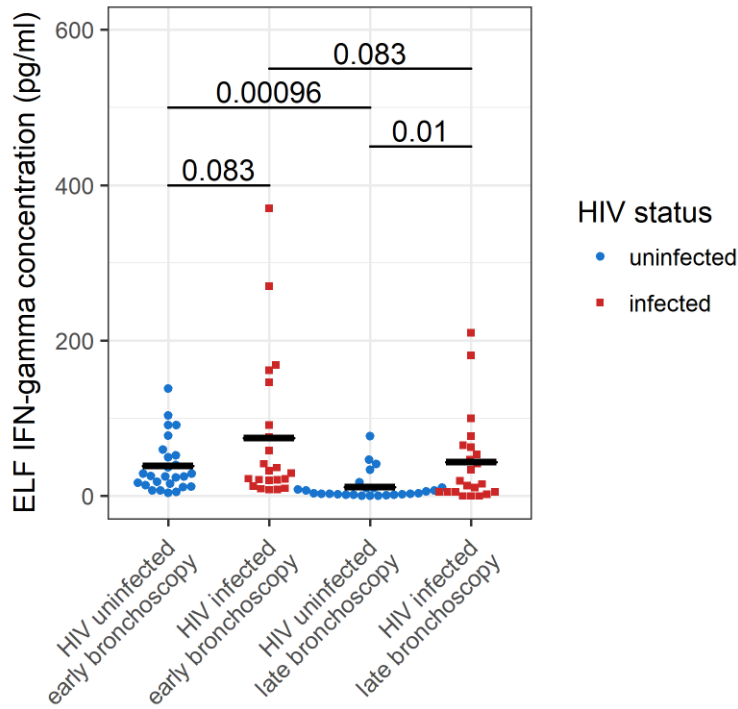 ELF IFN-gamma concentration (pg/ml)
600
400
200
0
0.083
0.00096
0.01
0.083
HIV uninfected
early bronchoscopy
HIV infected
early bronchoscopy
HIV uninfected
late bronchoscopy
HIV infected
late bronchoscopy
HIV status
uninfected
infected